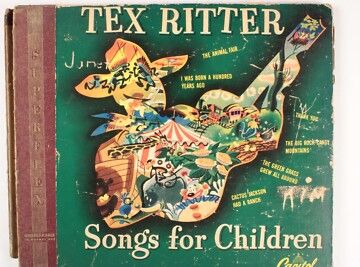 TEX RITTER
Janet
THE ANIMAL FAIR
I WAS BORN A HUNDRED
YEARS AGO
THANK YOU
THE BIG ROCK CANDY
MOUNTAINS
THE GREEN GRASS
GREW ALL AROUND
CACTUS JACKSON
HAD A RANCH
Songs for Children
Capitol